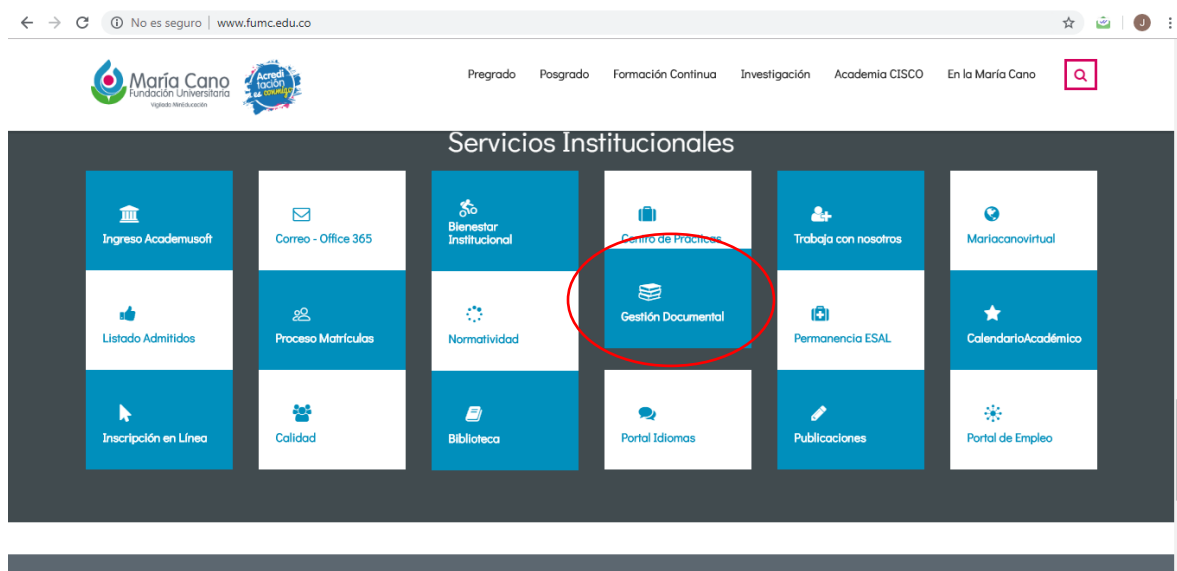 No es seguro | www.fumc.edu.co
J
María Cano
Fundación Universitaria
Vigilada Mineducación
Acredi
tación
es conmigo
Pregrado Posgrado Formación Continua Investigación Academia CISCO En la María Cano
Servicios Institucionales
Ingreso Academusoft
Correo - Office 365
Bienestar
Institucional
Centro de Prácticas
Trabaja con nosotros
Mariacanovirtual
Listado Admitidos
Proceso Matrículas
Normatividad
Gestión Documental
Permanencia ESAL
CalendarioAcadémico
Inscripción en Línea
Calidad
Biblioteca
Portal Idiomas
Publicaciones
Portal de Empleo